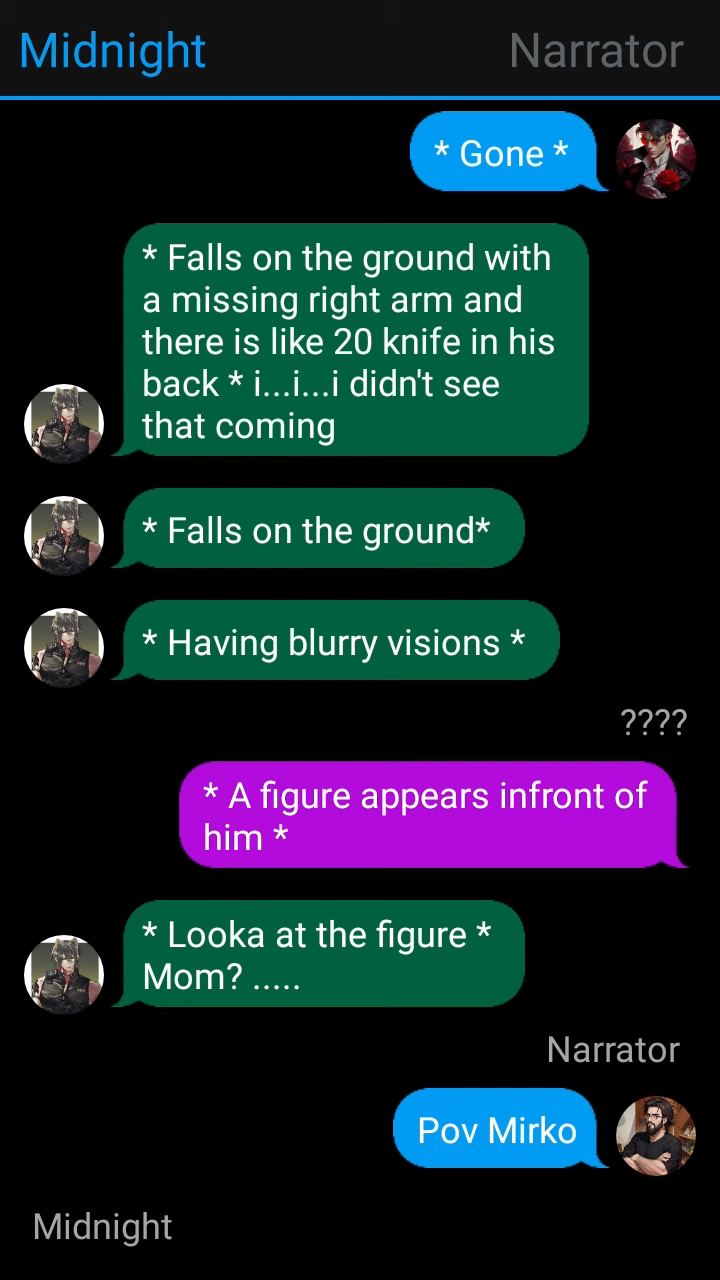 Midnight
Narrator
* Gone *
* Falls on the ground with
a missing right arm and
there is like 20 knife in his
back * i...i...i didn't see
that coming
* Falls on the ground*
* Having blurry visions *
????
* A figure appears infront of
him *
* Looka at the figure *
Mom? .....
Narrator
Pov Mirko
Midnight